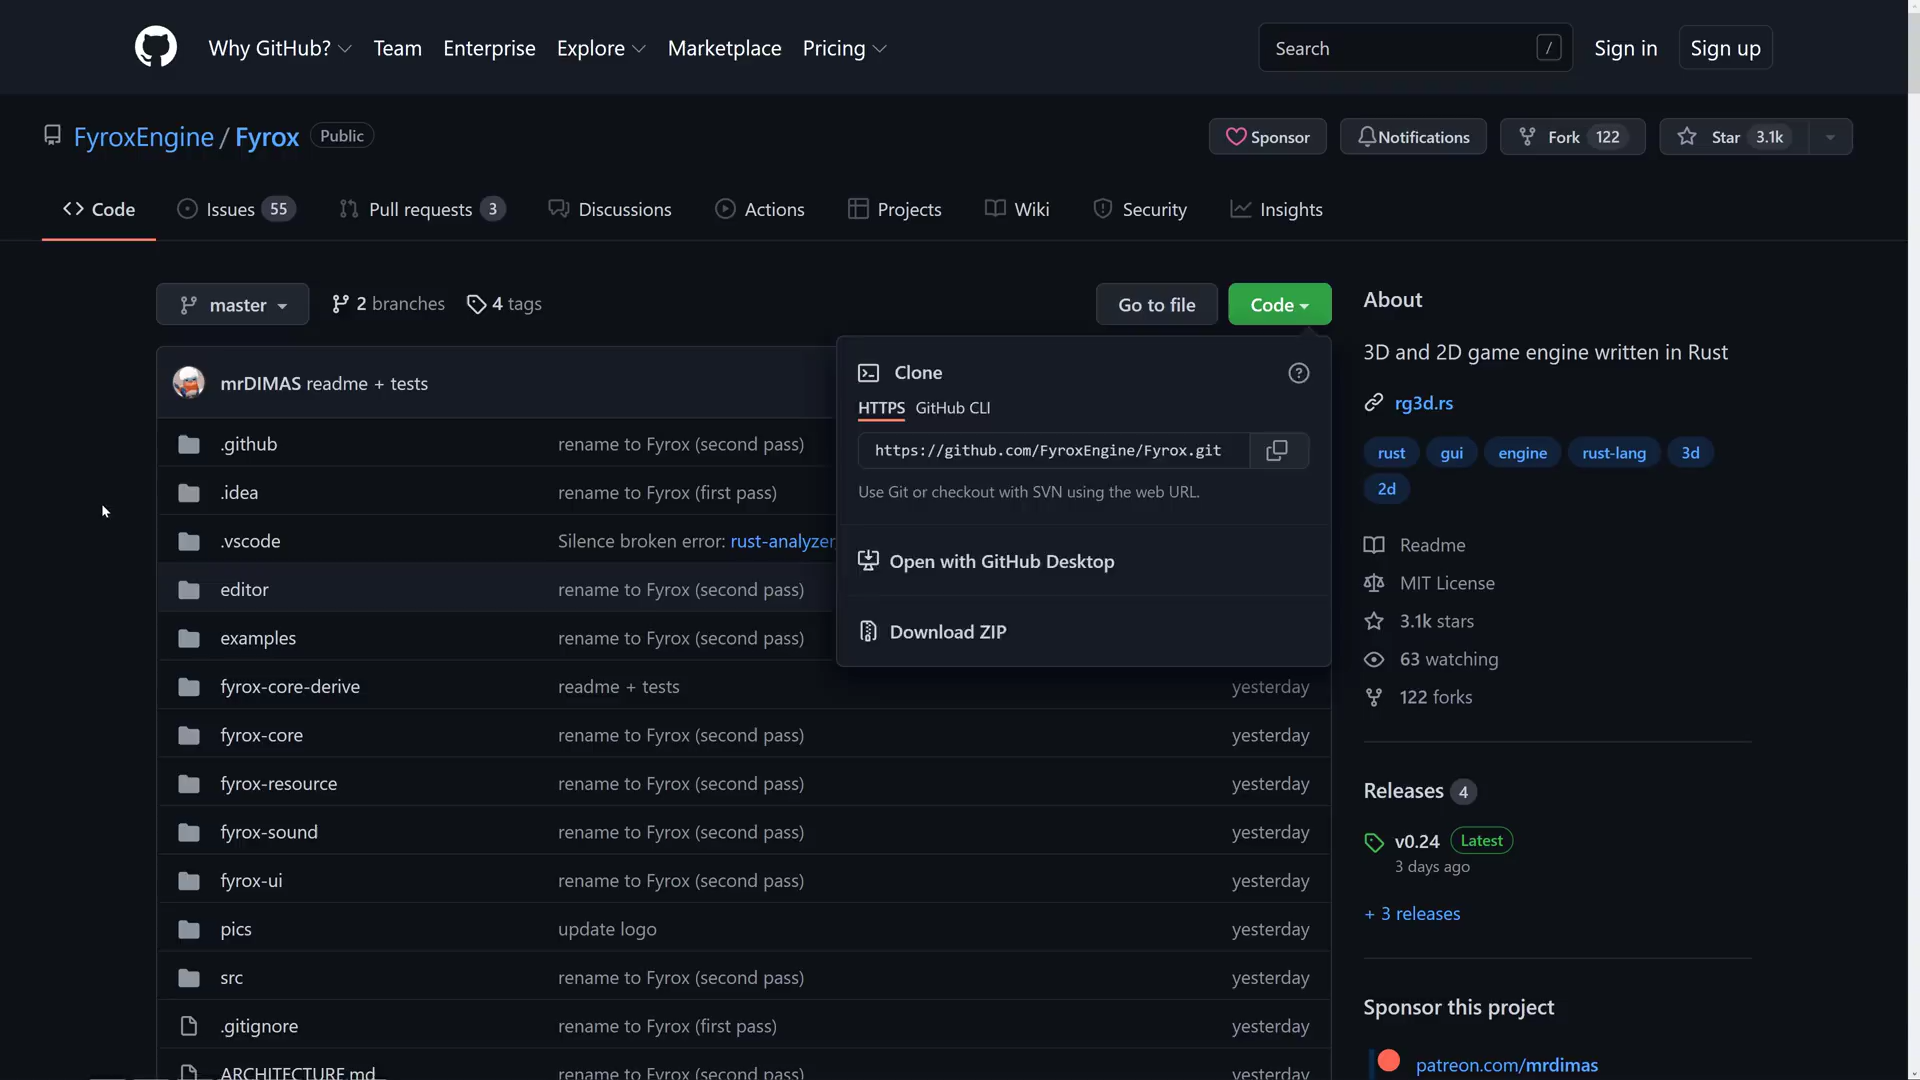 Why GitHub? Team Enterprise Explore Marketplace Pricing Search / Sign in Sign up
FyroxEngine / Fyrox Public Sponsor Notifications Fork 122 Star 3.1k
Code Issues 55 Pull requests 3 Discussions Actions Projects Wiki Security Insights
master 2 branches 4 tags Go to file Code
mrDIMAS readme + tests
.github rename to Fyrox (second pass)
.idea rename to Fyrox (first pass)
.vscode Silence broken error: rust-analyzer
editor rename to Fyrox (second pass)
examples rename to Fyrox (second pass)
fyrox-core-derive readme + tests yesterday
fyrox-core rename to Fyrox (second pass) yesterday
fyrox-resource rename to Fyrox (second pass) yesterday
fyrox-sound rename to Fyrox (second pass) yesterday
fyrox-ui rename to Fyrox (second pass) yesterday
pics update logo yesterday
src rename to Fyrox (second pass) yesterday
.gitignore rename to Fyrox (first pass) yesterday
ARCHITECTURE.md rename to Fyrox (second pass) yesterday
Clone
HTTPS GitHub CLI
https://github.com/FyroxEngine/Fyrox.git
Use Git or checkout with SVN using the web URL.
Open with GitHub Desktop
Download ZIP
About
3D and 2D game engine written in Rust
rg3d.rs
rust gui engine rust-lang 3d
2d
Readme
MIT License
3.1k stars
63 watching
122 forks
Releases 4
v0.24 Latest
3 days ago
+ 3 releases
Sponsor this project
patreon.com/mrdimas